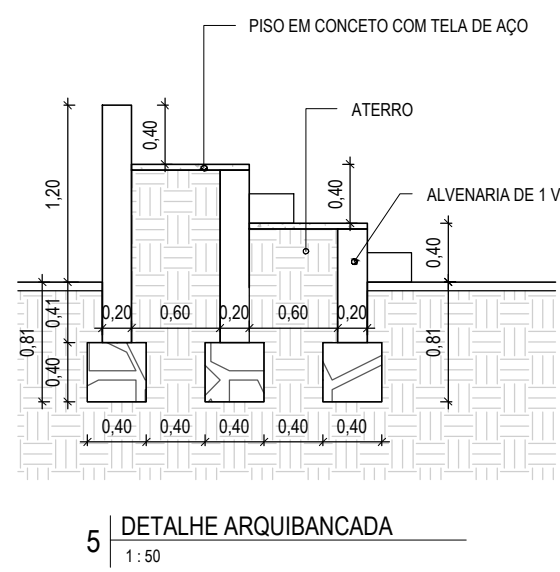 PISO EM CONCETO COM TELA DE AÇO
ATERRO
0,40
0,40
1,20
ALVENARIA DE 1 V
0,40
0,20 0,60 0,20 0,60 0,20
0,41
0,81
0,40
0,81
0,40 0,40 0,40 0,40 0,40
5 DETALHE ARQUIBANCADA
1 : 50